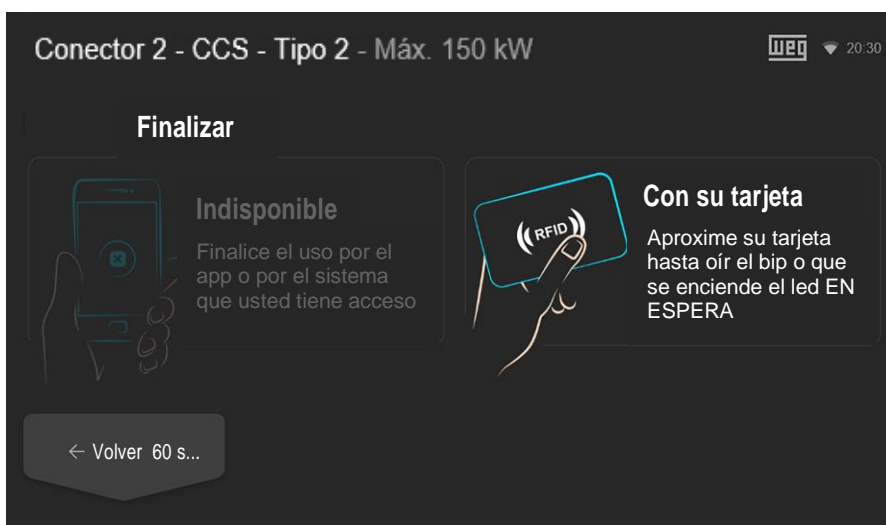 Conector 2 - CCS - Tipo 2 - Máx. 150 kW
WEG 20:30
Finalizar
Indisponible
Finalice el uso por el
app o por el sistema
que usted tiene acceso
(RFID)
Con su tarjeta
Aproxime su tarjeta
hasta oír el bip o que
se enciende el led EN
ESPERA
← Volver 60 s...